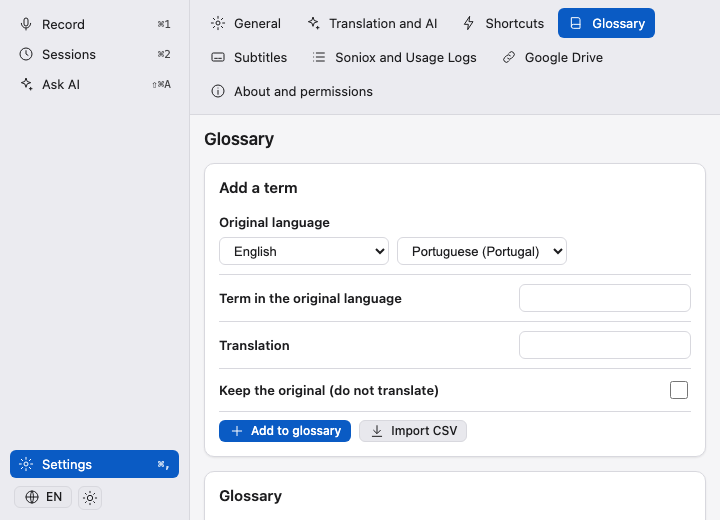 Record ⌘1
Sessions ⌘2
Ask AI ⇧⌘A
Settings ⌘,
EN
General Translation and AI Shortcuts Glossary
Subtitles Soniox and Usage Logs Google Drive
About and permissions
Glossary
Add a term
Original language
English Portuguese (Portugal)
Term in the original language
Translation
Keep the original (do not translate)
Add to glossary Import CSV
Glossary